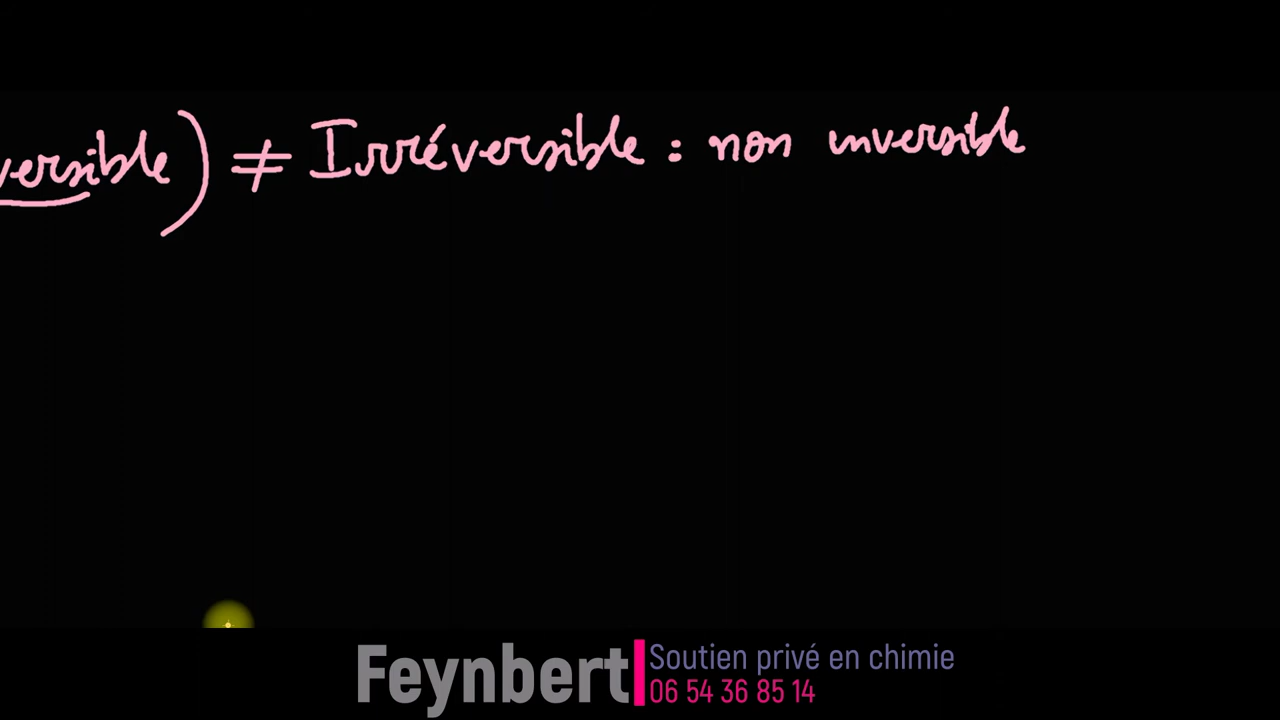 versible) ≠ Irréversible : non inversible
Feynbert
Soutien privé en chimie
06 54 36 85 14